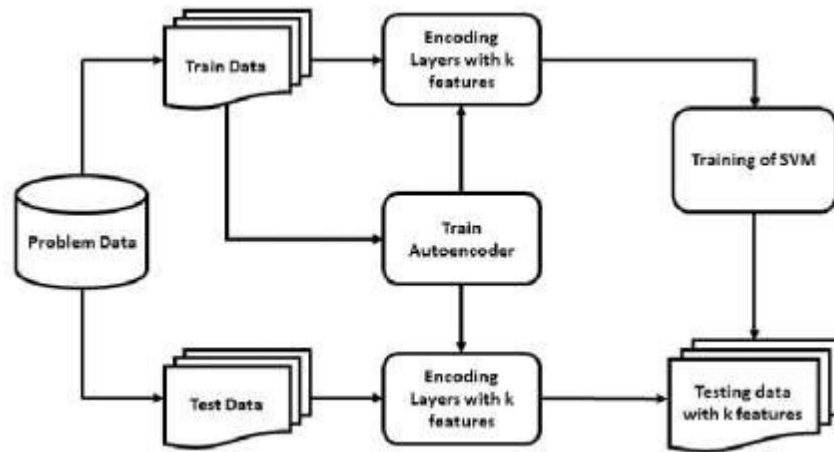 Train Data
Encoding
Layers with k
features
Training of SVM
Problem Data
Train
Autoencoder
Test Data
Encoding
Layers with k
features
Testing data
with k features